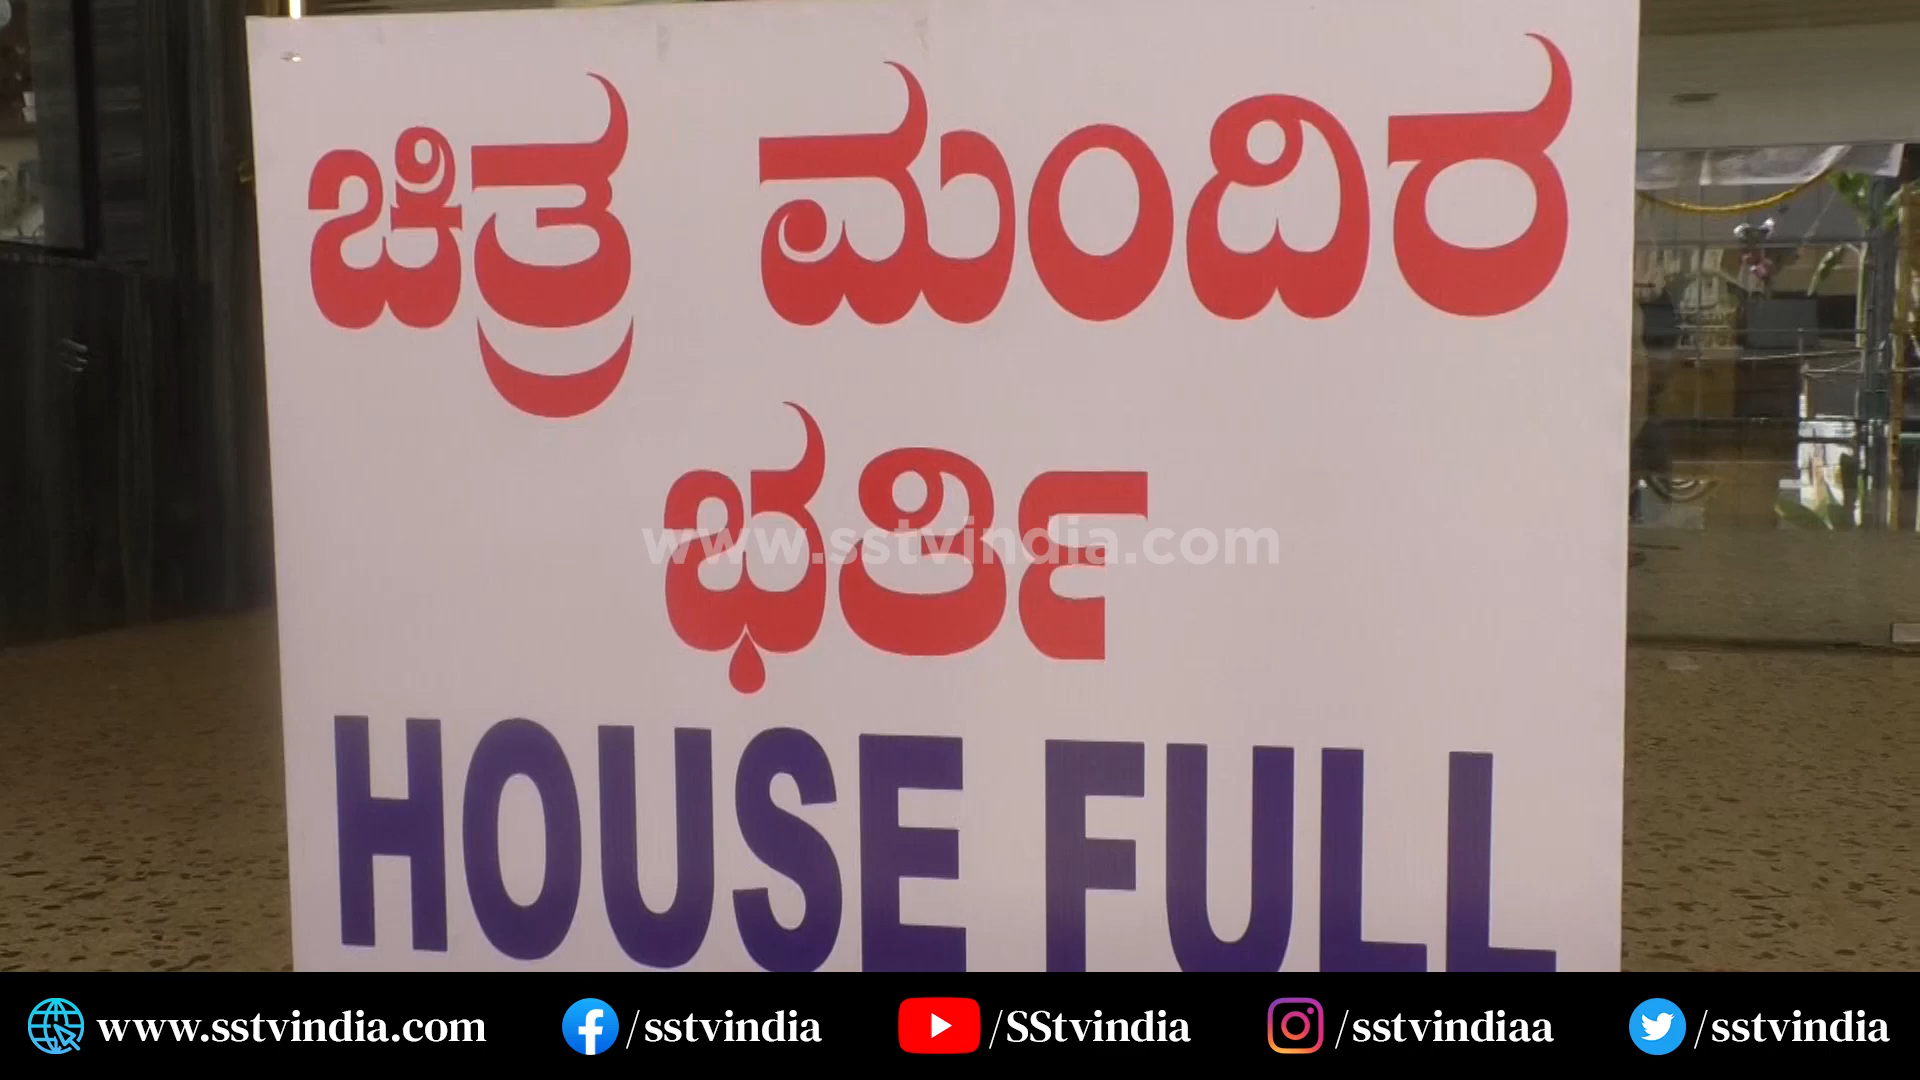 ಚಿತ್ರ ಮಂದಿರ
ಭರ್ತಿ
www.sstvindia.com
HOUSE FULL
www.sstvindia.com /sstvindia /SStvindia /sstvindiaa /sstvindia